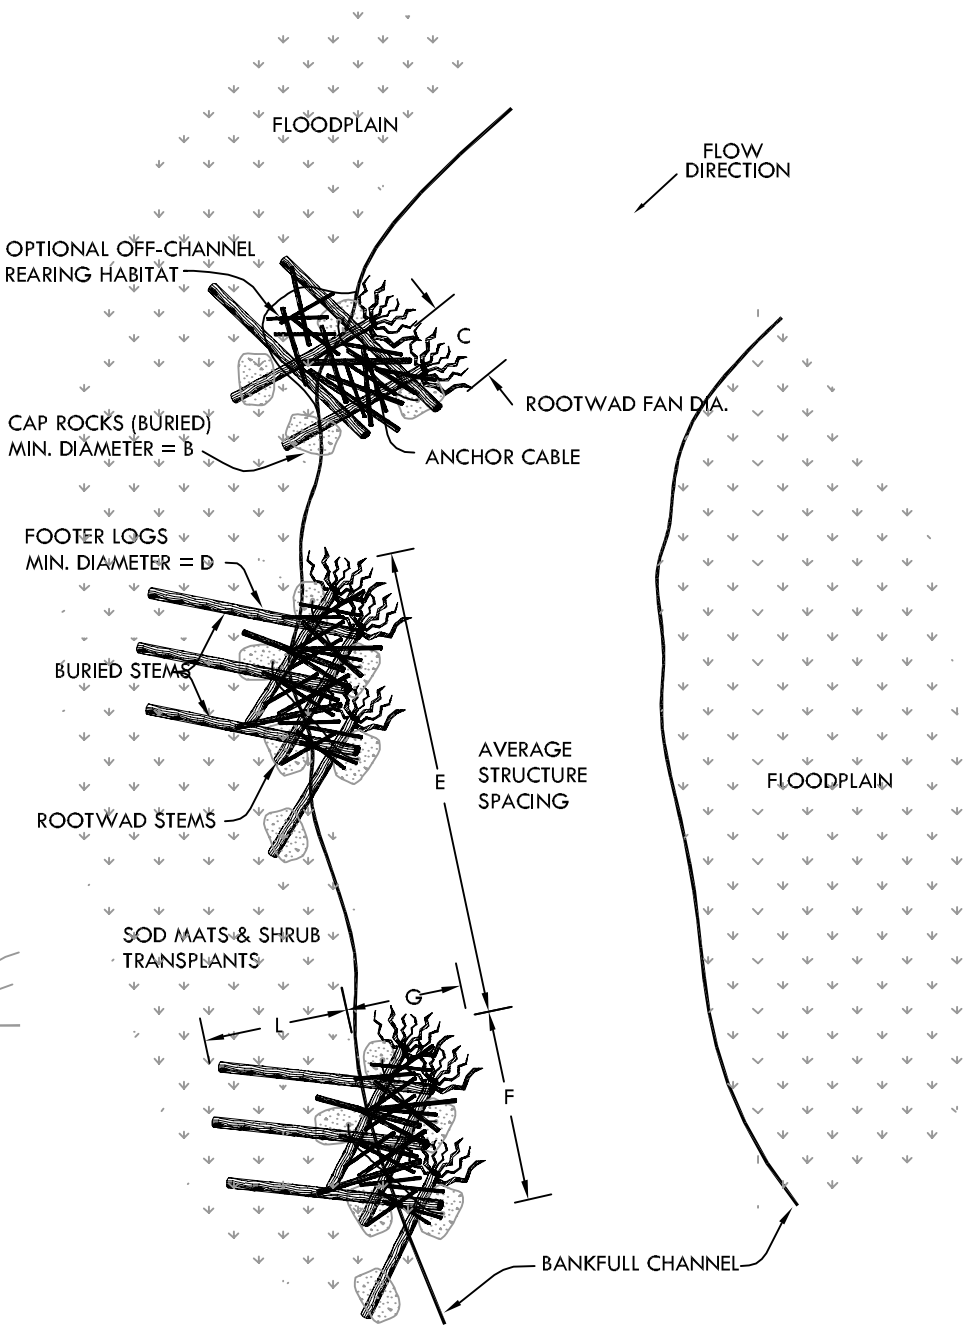 FLOODPLAIN
FLOW
DIRECTION
OPTIONAL OFF-CHANNEL
REARING HABITAT
C
ROOTWAD FAN DIA.
CAP ROCKS (BURIED)
MIN. DIAMETER = B
ANCHOR CABLE
FOOTER LOGS
MIN. DIAMETER = D
BURIED STEMS
AVERAGE
STRUCTURE
SPACING
E
FLOODPLAIN
ROOTWAD STEMS
SOD MATS & SHRUB
TRANSPLANTS
G
L
F
BANKFULL CHANNEL